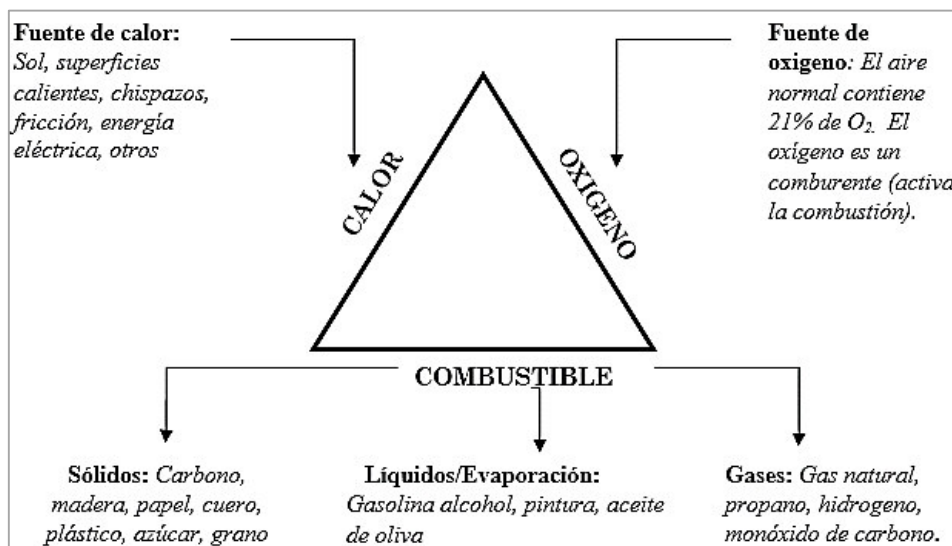 Fuente de calor:
Sol, superficies
calientes, chispazos,
fricción, energía
eléctrica, otros
Fuente de
oxigeno: El aire
normal contiene
21% de O2. El
oxígeno es un
comburente (activa
la combustión).
CALOR
OXIGENO
COMBUSTIBLE
Sólidos: Carbono,
madera, papel, cuero,
plástico, azúcar, grano
Líquidos/Evaporación:
Gasolina alcohol, pintura, aceite
de oliva
Gases: Gas natural,
propano, hidrogeno,
monóxido de carbono.